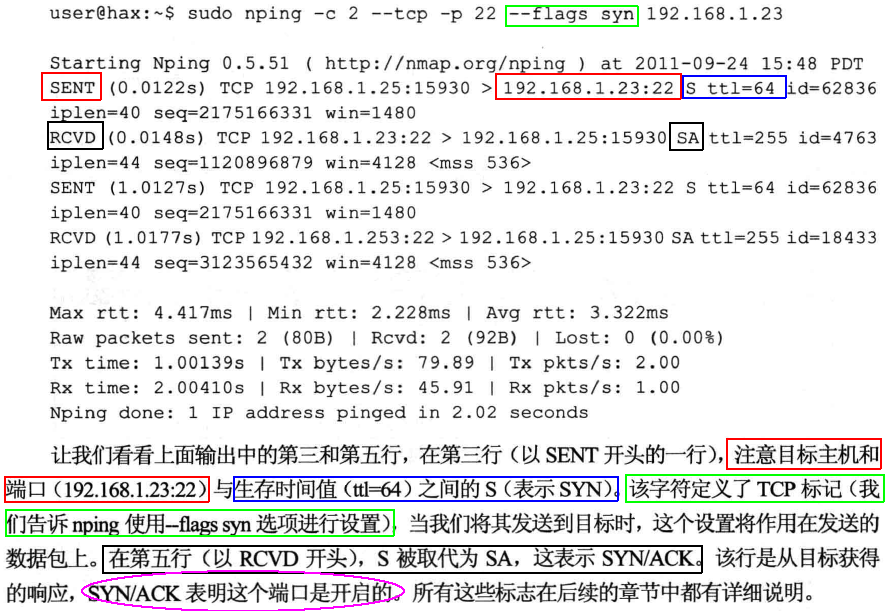 user@hax:~$ sudo nping -c 2 --tcp -p 22 --flags syn 192.168.1.23
Starting Nping 0.5.51 ( http://nmap.org/nping ) at 2011-09-24 15:48 PDT
SENT (0.0122s) TCP 192.168.1.25:15930 > 192.168.1.23:22 S ttl=64 id=62836
iplen=40 seq=2175166331 win=1480
RCVD (0.0148s) TCP 192.168.1.23:22 > 192.168.1.25:15930 SA ttl=255 id=4763
iplen=44 seq=1120896879 win=4128 <mss 536>
SENT (1.0127s) TCP 192.168.1.25:15930 > 192.168.1.23:22 S ttl=64 id=62836
iplen=40 seq=2175166331 win=1480
RCVD (1.0177s) TCP 192.168.1.253:22 > 192.168.1.25:15930 SA ttl=255 id=18433
iplen=44 seq=3123565432 win=4128 <mss 536>
Max rtt: 4.417ms | Min rtt: 2.228ms | Avg rtt: 3.322ms
Raw packets sent: 2 (80B) | Rcvd: 2 (92B) | Lost: 0 (0.00%)
Tx time: 1.00139s | Tx bytes/s: 79.89 | Tx pkts/s: 2.00
Rx time: 2.00410s | Rx bytes/s: 45.91 | Rx pkts/s: 1.00
Nping done: 1 IP address pinged in 2.02 seconds
让我们看看上面输出中的第三和第五行，在第三行（以 SENT 开头的一行），注意目标主机和
端口（192.168.1.23:22）与生存时间值（ttl=64）之间的 S（表示 SYN）。该字符定义了 TCP 标记（我
们告诉 nping 使用--flags syn 选项进行设置），当我们将其发送到目标时，这个设置将作用在发送的
数据包上。在第五行（以 RCVD 开头），S 被取代为 SA，这表示 SYN/ACK。该行是从目标获得
的响应，SYN/ACK 表明这个端口是开启的。所有这些标志在后续的章节中都有详细说明。